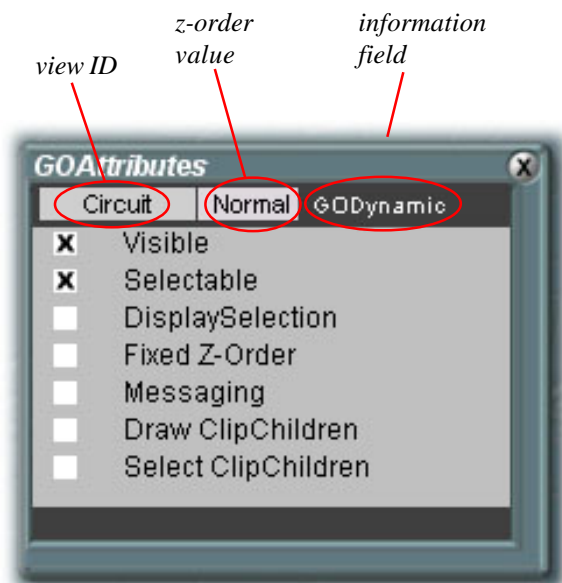 view ID
z-order
value
information
field
GOAttributes
X
Circuit
Normal
GODynamic
X Visible
X Selectable
DisplaySelection
Fixed Z-Order
Messaging
Draw ClipChildren
Select ClipChildren